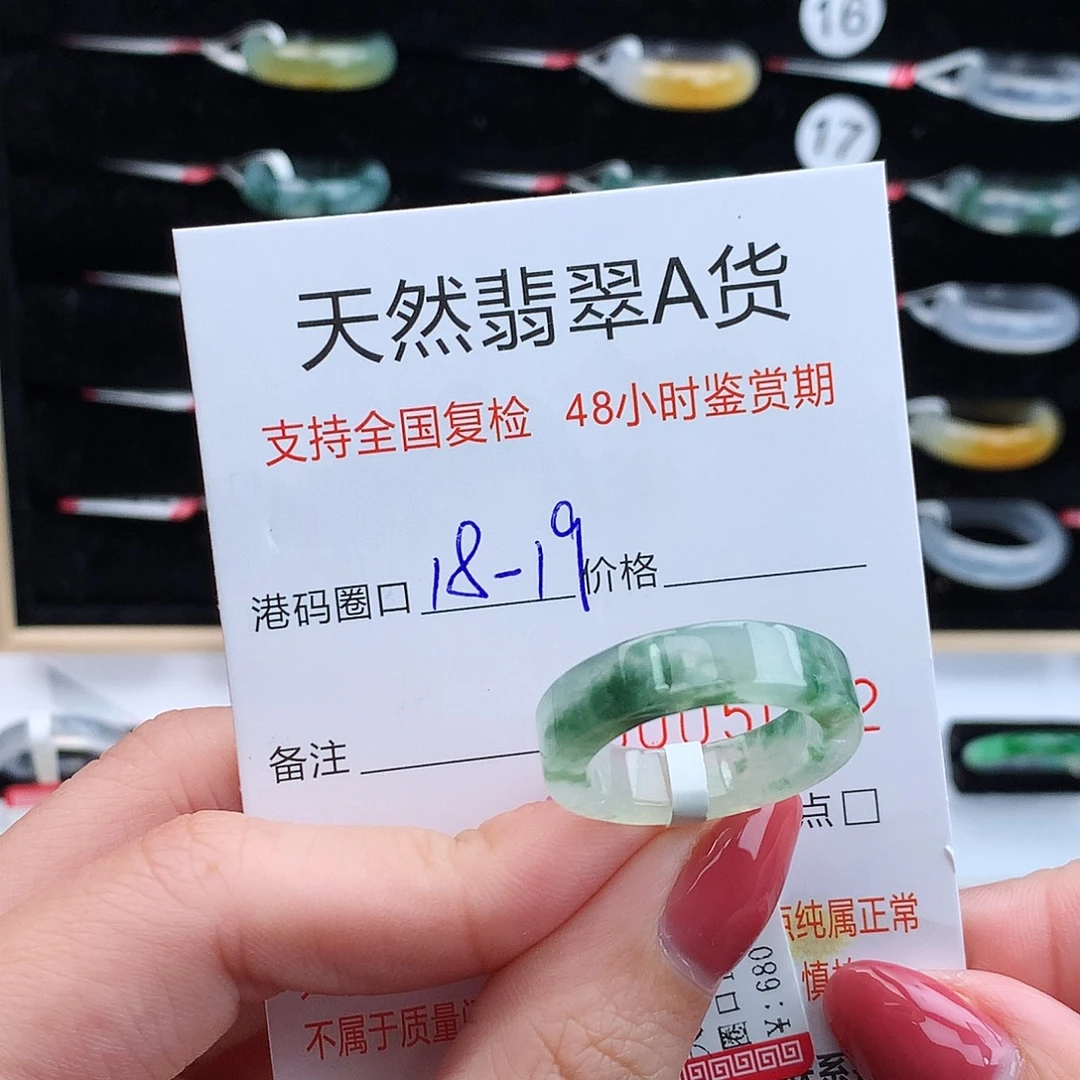 16
17
天然翡翠A货
支持全国复检 48小时鉴赏期
港码圈口 18-19 价格
备注
点□
纯属正常
慎
不属于质量